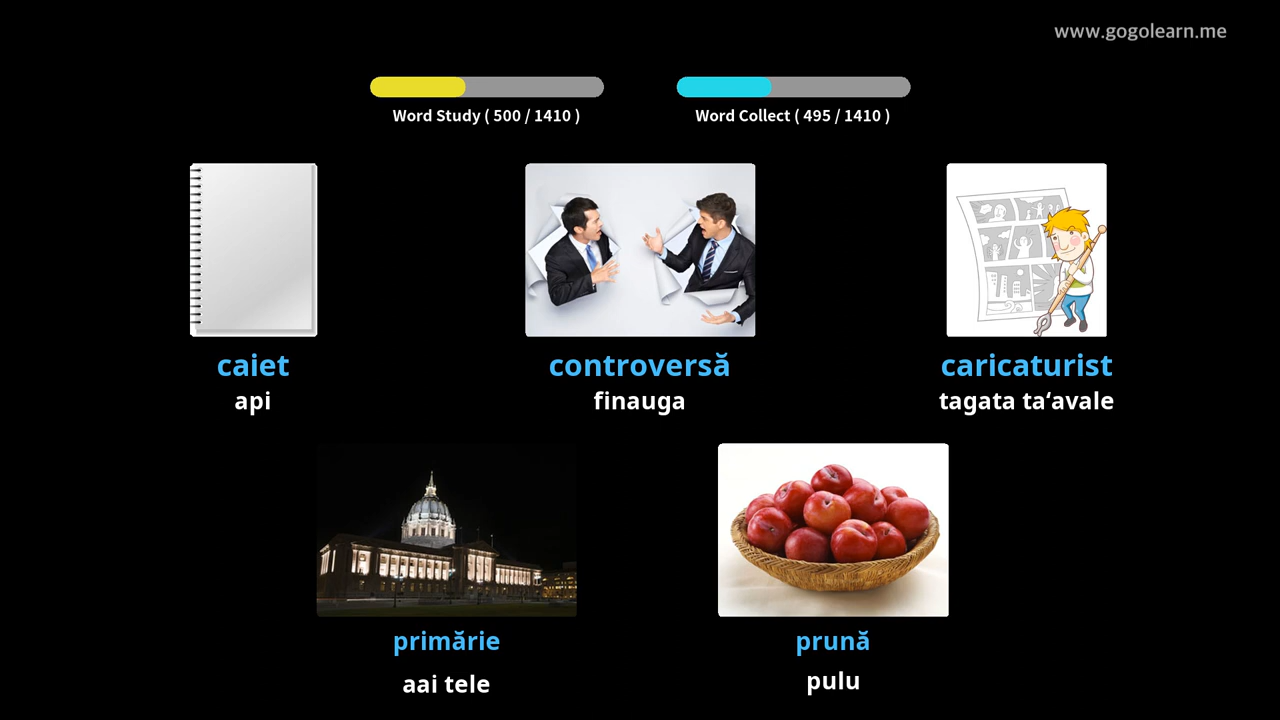 www.gogolearn.me
Word Study ( 500 / 1410 )
Word Collect ( 495 / 1410 )
caiet
api
controversă
finauga
caricaturist
tagata ta‘avale
primărie
aai tele
prună
pulu